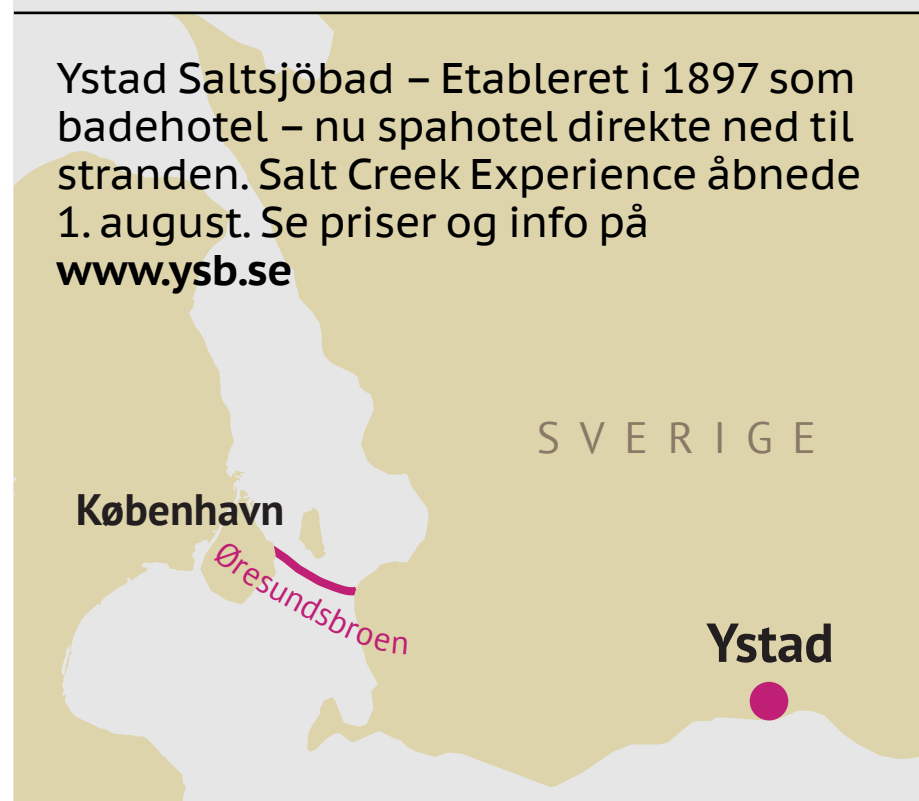 Ystad Saltsjöbad – Etableret i 1897 som
badehotel – nu spahotel direkte ned til
stranden. Salt Creek Experience åbnede
1. august. Se priser og info på
www.ysb.se
SVERIGE
København
Øresundsbroen
Ystad